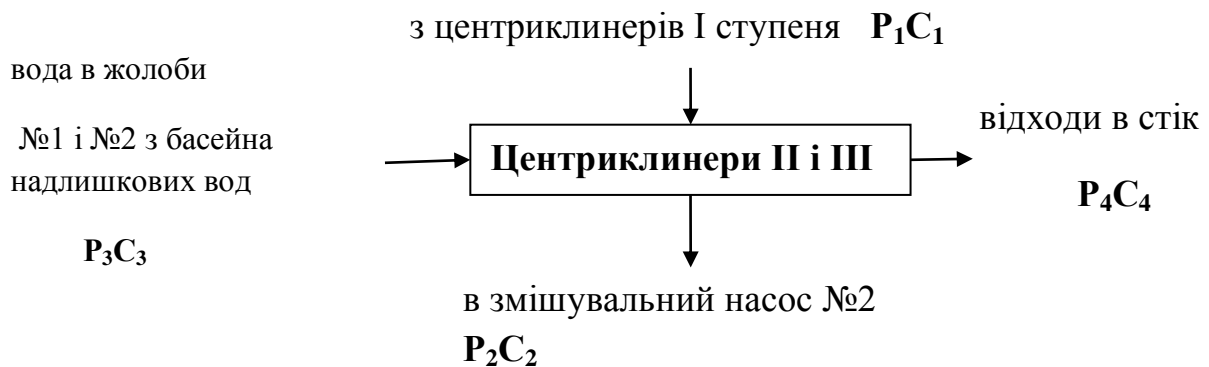 з центриклинерів І ступеня P₁C₁
вода в жолоби
№1 і №2 з басейна
надлишкових вод
P₃C₃
Центриклинери ІІ і ІІІ
відходи в стік
P₄C₄
в змішувальний насос №2
P₂C₂